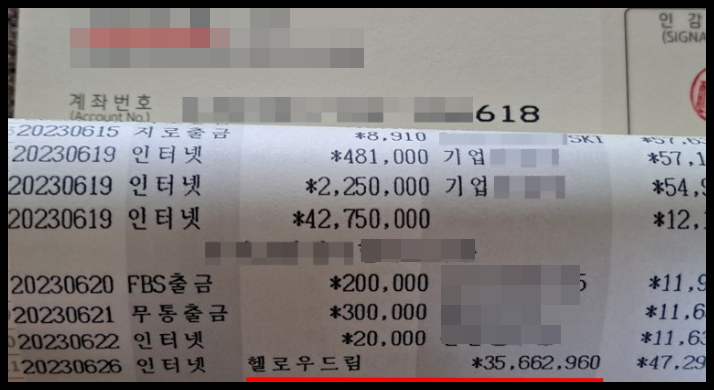 인 감
(SIGNA
계좌번호
(Account No.)
618
20230615 지로출금 *8,910 SK1 *57,63
20230619 인터넷 *481,000 기업 *57,1
20230619 인터넷 *2,250,000 기업 *54,9
20230619 인터넷 *42,750,000 *12,1
20230620 FBS출금 *200,000 5 *11,9
20230621 무통출금 *300,000 *11,6
20230622 인터넷 *20,000 *11,63
20230626 인터넷 헬로우드림 *35,662,960 *47,29